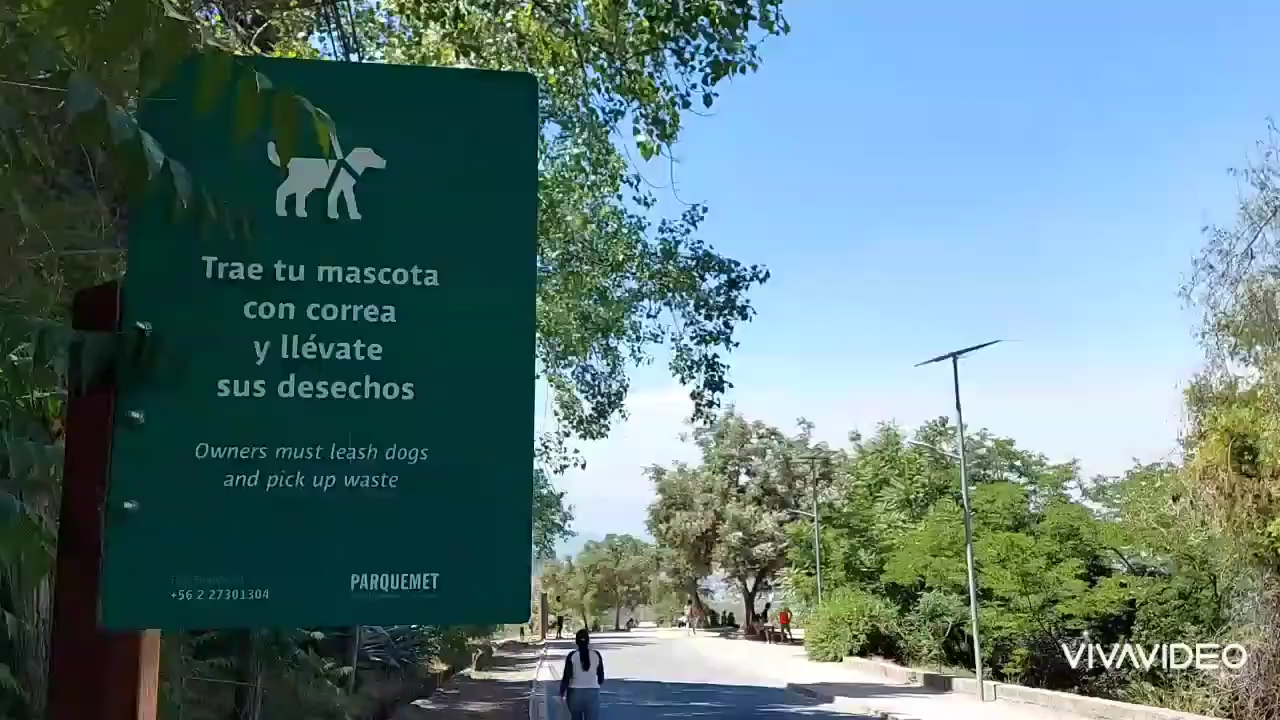 Trae tu mascota
con correa
y llévate
sus desechos
Owners must leash dogs
and pick up waste
+56 2 27301304
PARQUEMET
VIVAVIDEO